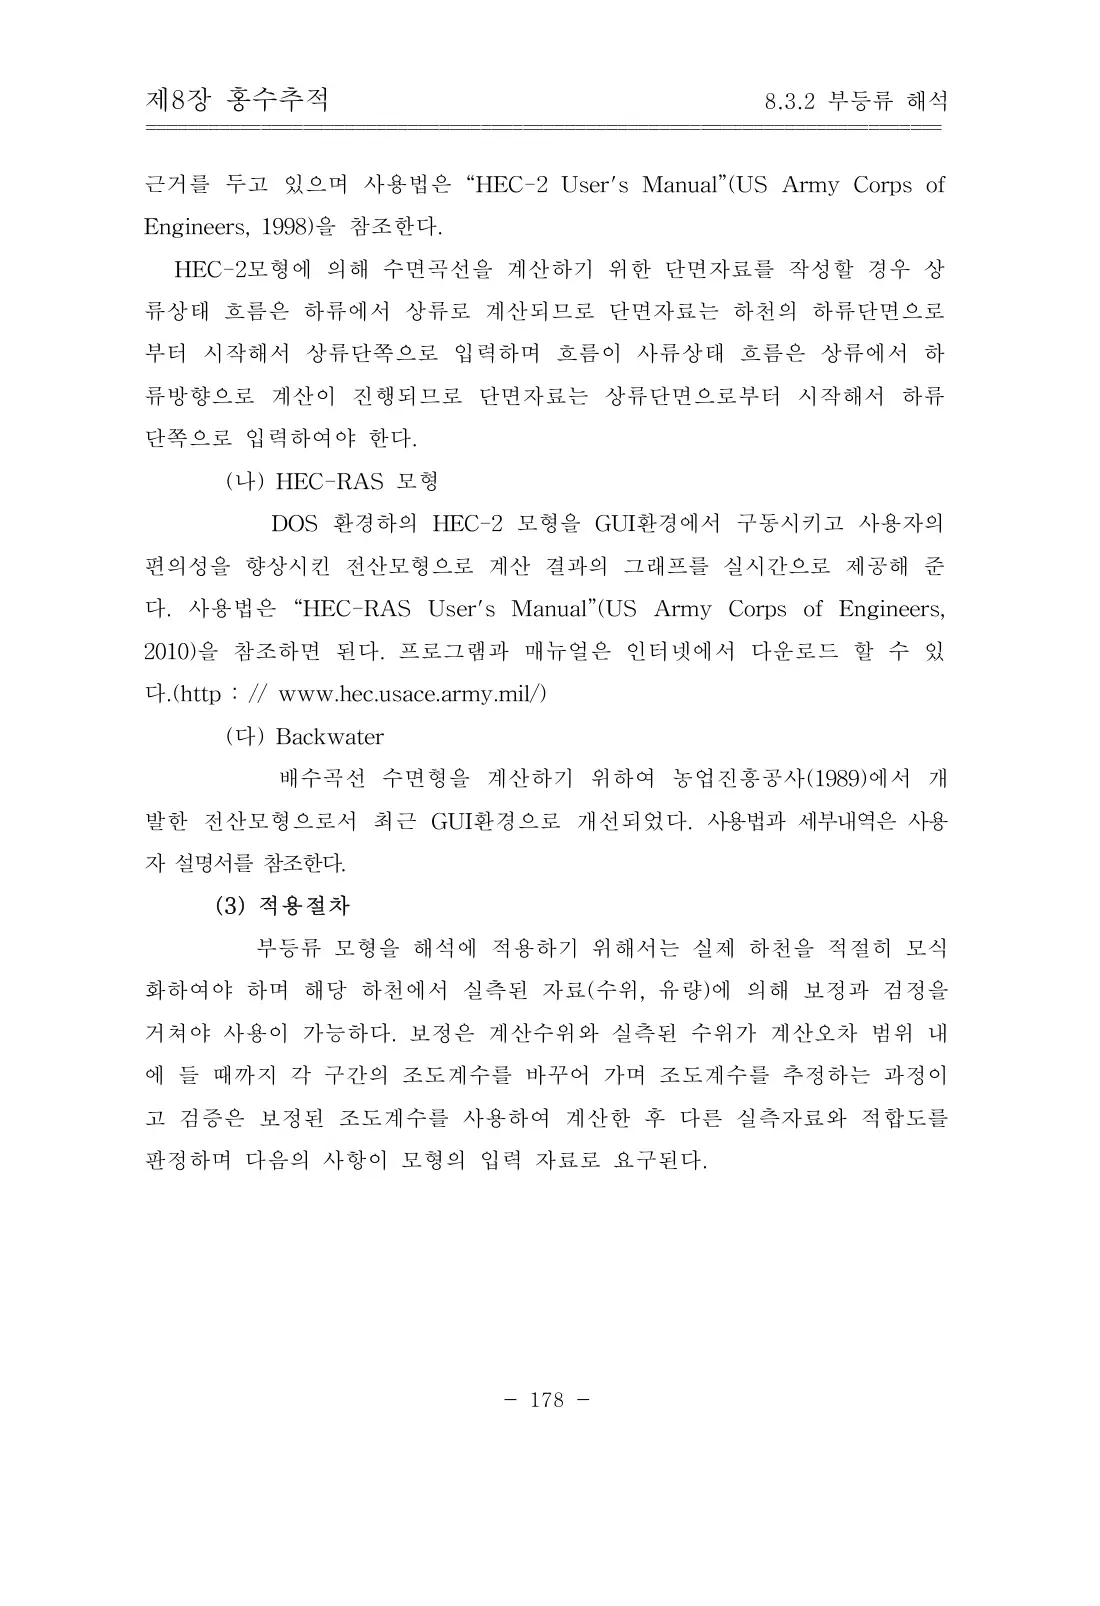 제8장 홍수추적
8.3.2 부등류 해석
근거를 두고 있으며 사용법은 “HEC-2 User's Manual”(US Army Corps of
Engineers, 1998)을 참조한다.
HEC-2모형에 의해 수면곡선을 계산하기 위한 단면자료를 작성할 경우 상
류상태 흐름은 하류에서 상류로 계산되므로 단면자료는 하천의 하류단면으로
부터 시작해서 상류단쪽으로 입력하며 흐름이 사류상태 흐름은 상류에서 하
류방향으로 계산이 진행되므로 단면자료는 상류단면으로부터 시작해서 하류
단쪽으로 입력하여야 한다.
(나) HEC-RAS 모형
DOS 환경하의 HEC-2 모형을 GUI환경에서 구동시키고 사용자의
편의성을 향상시킨 전산모형으로 계산 결과의 그래프를 실시간으로 제공해 준
다. 사용법은 “HEC-RAS User's Manual”(US Army Corps of Engineers,
2010)을 참조하면 된다. 프로그램과 매뉴얼은 인터넷에서 다운로드 할 수 있
다.(http : // www.hec.usace.army.mil/)
(다) Backwater
배수곡선 수면형을 계산하기 위하여 농업진흥공사(1989)에서 개
발한 전산모형으로서 최근 GUI환경으로 개선되었다. 사용법과 세부내역은 사용
자 설명서를 참조한다.
(3) 적용절차
부등류 모형을 해석에 적용하기 위해서는 실제 하천을 적절히 모식
화하여야 하며 해당 하천에서 실측된 자료(수위, 유량)에 의해 보정과 검정을
거쳐야 사용이 가능하다. 보정은 계산수위와 실측된 수위가 계산오차 범위 내
에 들 때까지 각 구간의 조도계수를 바꾸어 가며 조도계수를 추정하는 과정이
고 검증은 보정된 조도계수를 사용하여 계산한 후 다른 실측자료와 적합도를
판정하며 다음의 사항이 모형의 입력 자료로 요구된다.
- 178 -